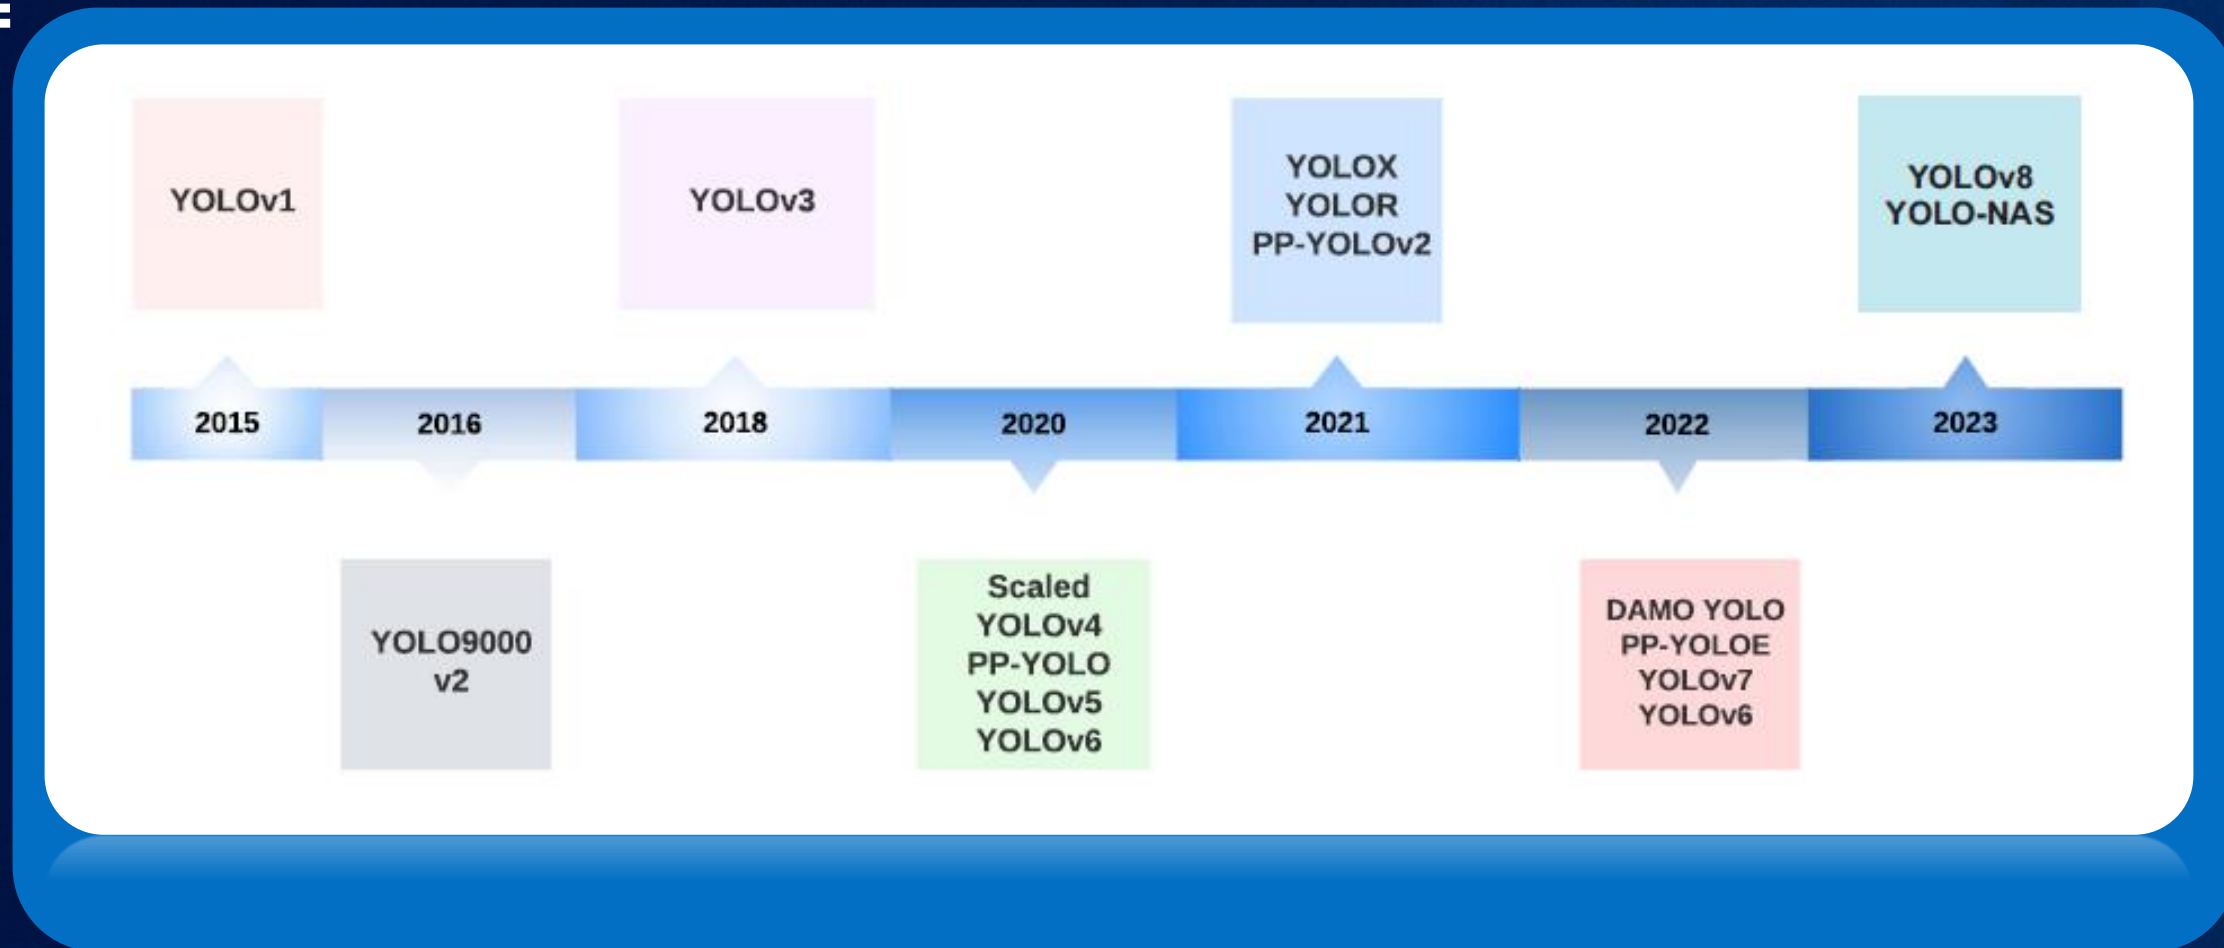 YOLOv1
YOLOv3
YOLOX
YOLOR
PP-YOLOv2
YOLOv8
YOLO-NAS
2015
2016
2018
2020
2021
2022
2023
YOLO9000
v2
Scaled
YOLOv4
PP-YOLO
YOLOv5
YOLOv6
DAMO YOLO
PP-YOLOE
YOLOv7
YOLOv6